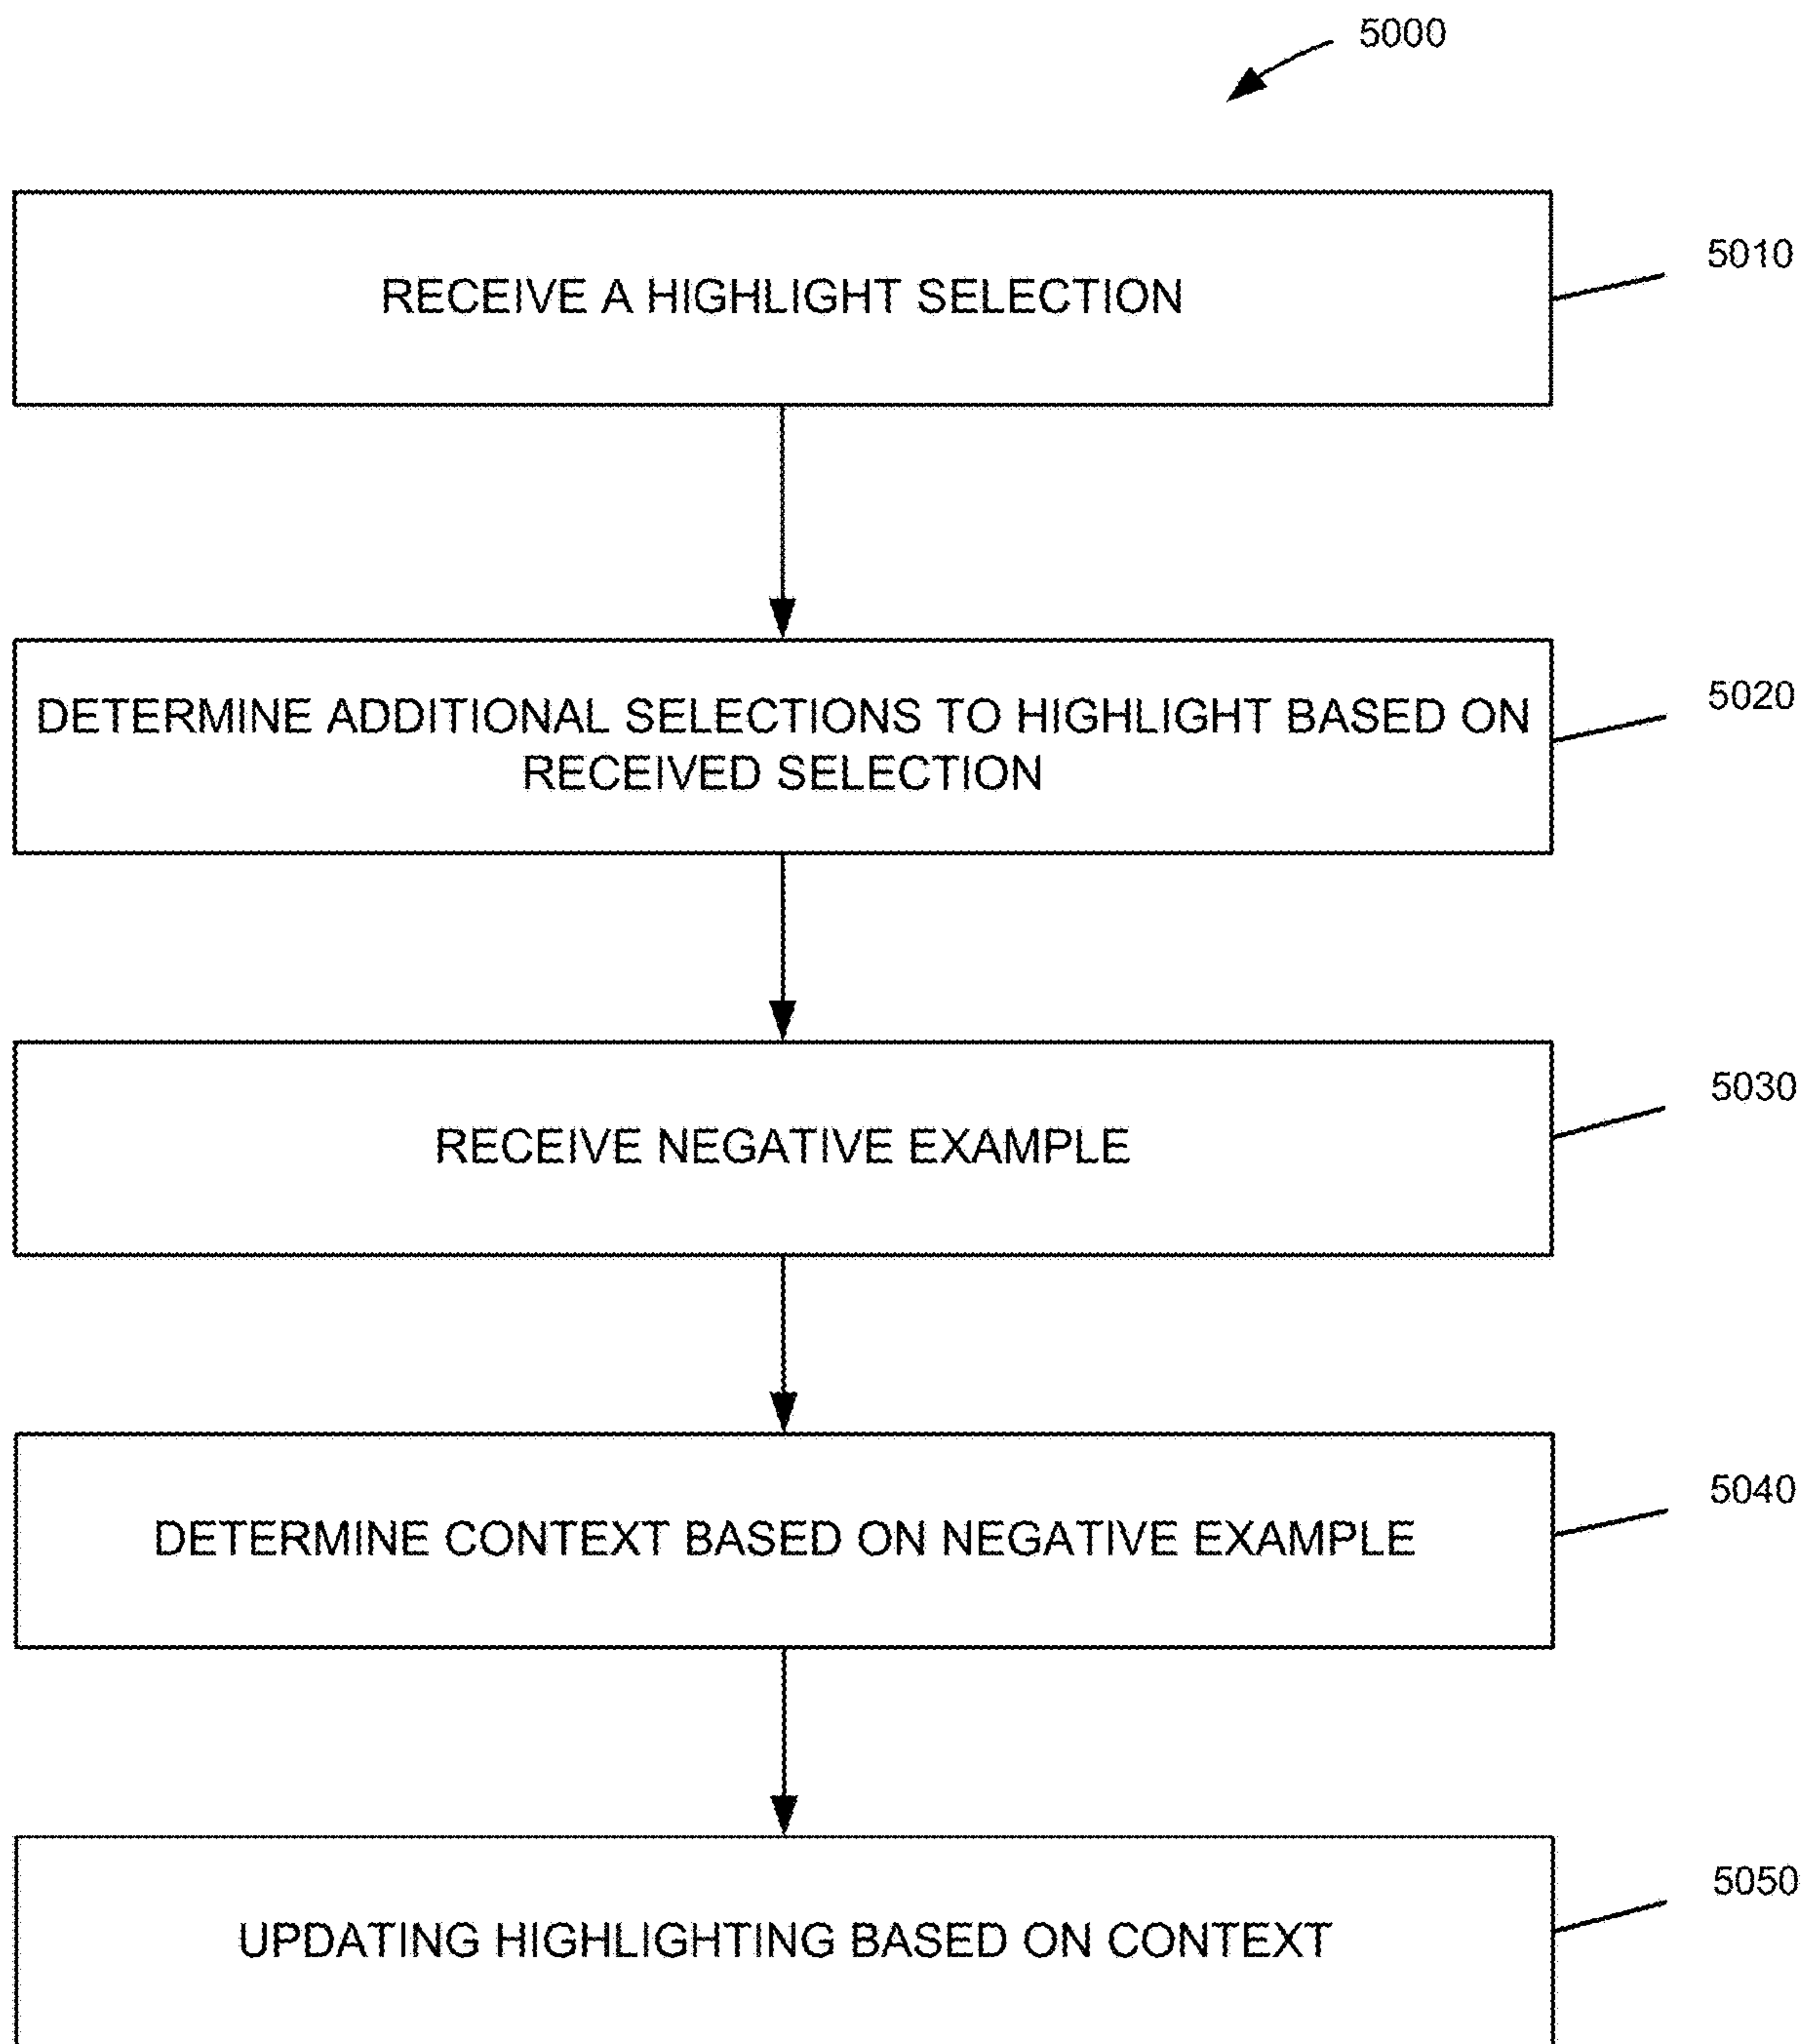 5000
RECEIVE A HIGHLIGHT SELECTION
5010
DETERMINE ADDITIONAL SELECTIONS TO HIGHLIGHT BASED ON
RECEIVED SELECTION
5020
RECEIVE NEGATIVE EXAMPLE
5030
DETERMINE CONTEXT BASED ON NEGATIVE EXAMPLE
5040
UPDATING HIGHLIGHTING BASED ON CONTEXT
5050